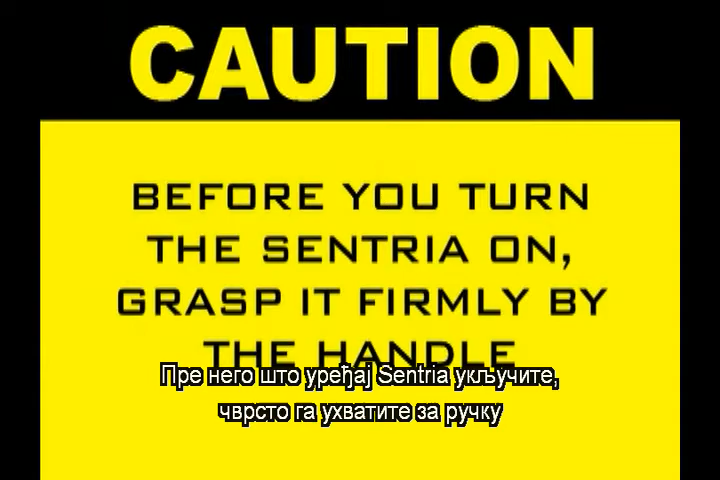 CAUTION
BEFORE YOU TURN
THE SENTRIA ON,
GRASP IT FIRMLY BY
THE HANDLE
Пре него што уређај Sentria укључите,
чврсто га ухватите за ручку